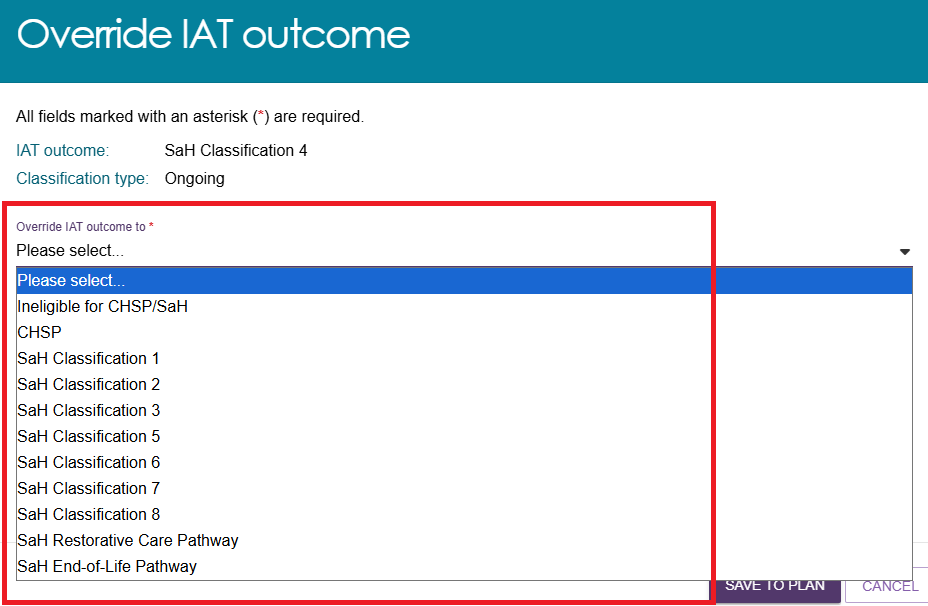 Override IAT outcome
All fields marked with an asterisk (*) are required.
IAT outcome: SaH Classification 4
Classification type: Ongoing
Override IAT outcome to *
Please select...
Please select...
Ineligible for CHSP/SaH
CHSP
SaH Classification 1
SaH Classification 2
SaH Classification 3
SaH Classification 5
SaH Classification 6
SaH Classification 7
SaH Classification 8
SaH Restorative Care Pathway
SaH End-of-Life Pathway
SAVE TO PLAN CANCEL